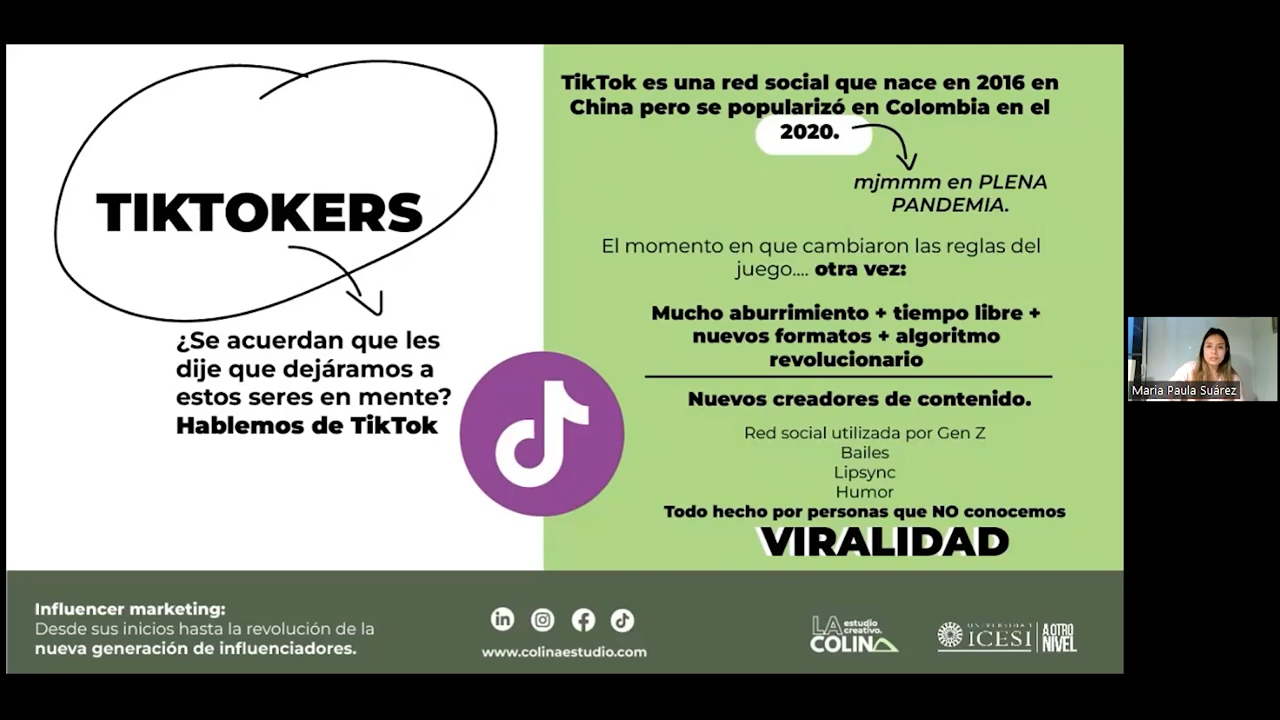 TIKTOKERS
¿Se acuerdan que les
dije que dejáramos a
estos seres en mente?
Hablemos de TikTok
TikTok es una red social que nace en 2016 en
China pero se popularizó en Colombia en el
2020.
mjmmm en PLENA
PANDEMIA.
El momento en que cambiaron las reglas del
juego.... otra vez:
Mucho aburrimiento + tiempo libre +
nuevos formatos + algoritmo
revolucionario
Nuevos creadores de contenido.
Red social utilizada por Gen Z
Bailes
Lipsync
Humor
Todo hecho por personas que NO conocemos
VIRALIDAD
Influencer marketing:
Desde sus inicios hasta la revolución de la
nueva generación de influenciadores.
in
www.colinaestudio.com
LA estudio
creativo.
COLINA
UNIVERSIDAD
ICESI
A OTRO
NIVEL
Maria Paula Suárez